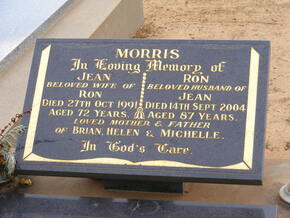 MORRIS
In Loving Memory of
JEAN
BELOVED WIFE OF
RON
DIED 27TH OCT 1991
AGED 72 YEARS.
RON
BELOVED HUSBAND OF
JEAN
DIED 14TH SEPT 2004
AGED 87 YEARS.
LOVED MOTHER & FATHER
OF BRIAN, HELEN & MICHELLE.
In God's Care.